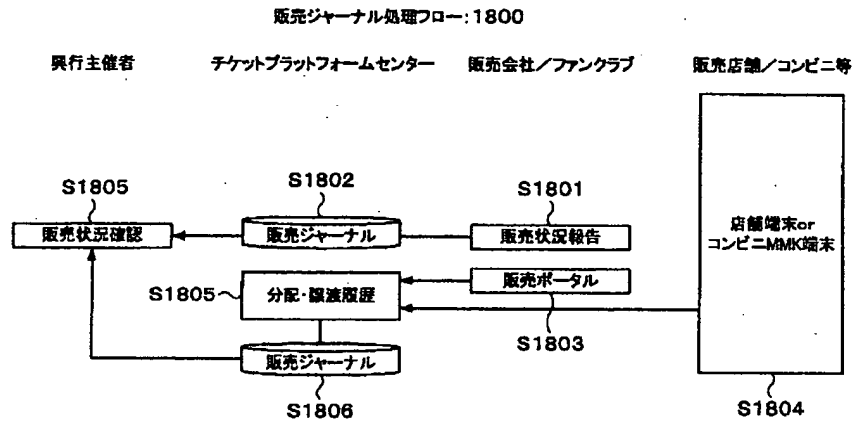 販売ジャーナル処理フロー:1800
興行主催者
チケットプラットフォームセンター
販売会社/ファンクラブ
販売店舗/コンビニ等
S1805
S1802
S1801
販売状況確認
販売ジャーナル
販売状況報告
店舗端末or
コンビニMMK端末
S1805
分配・譲渡履歴
販売ポータル
S1803
販売ジャーナル
S1806
S1804